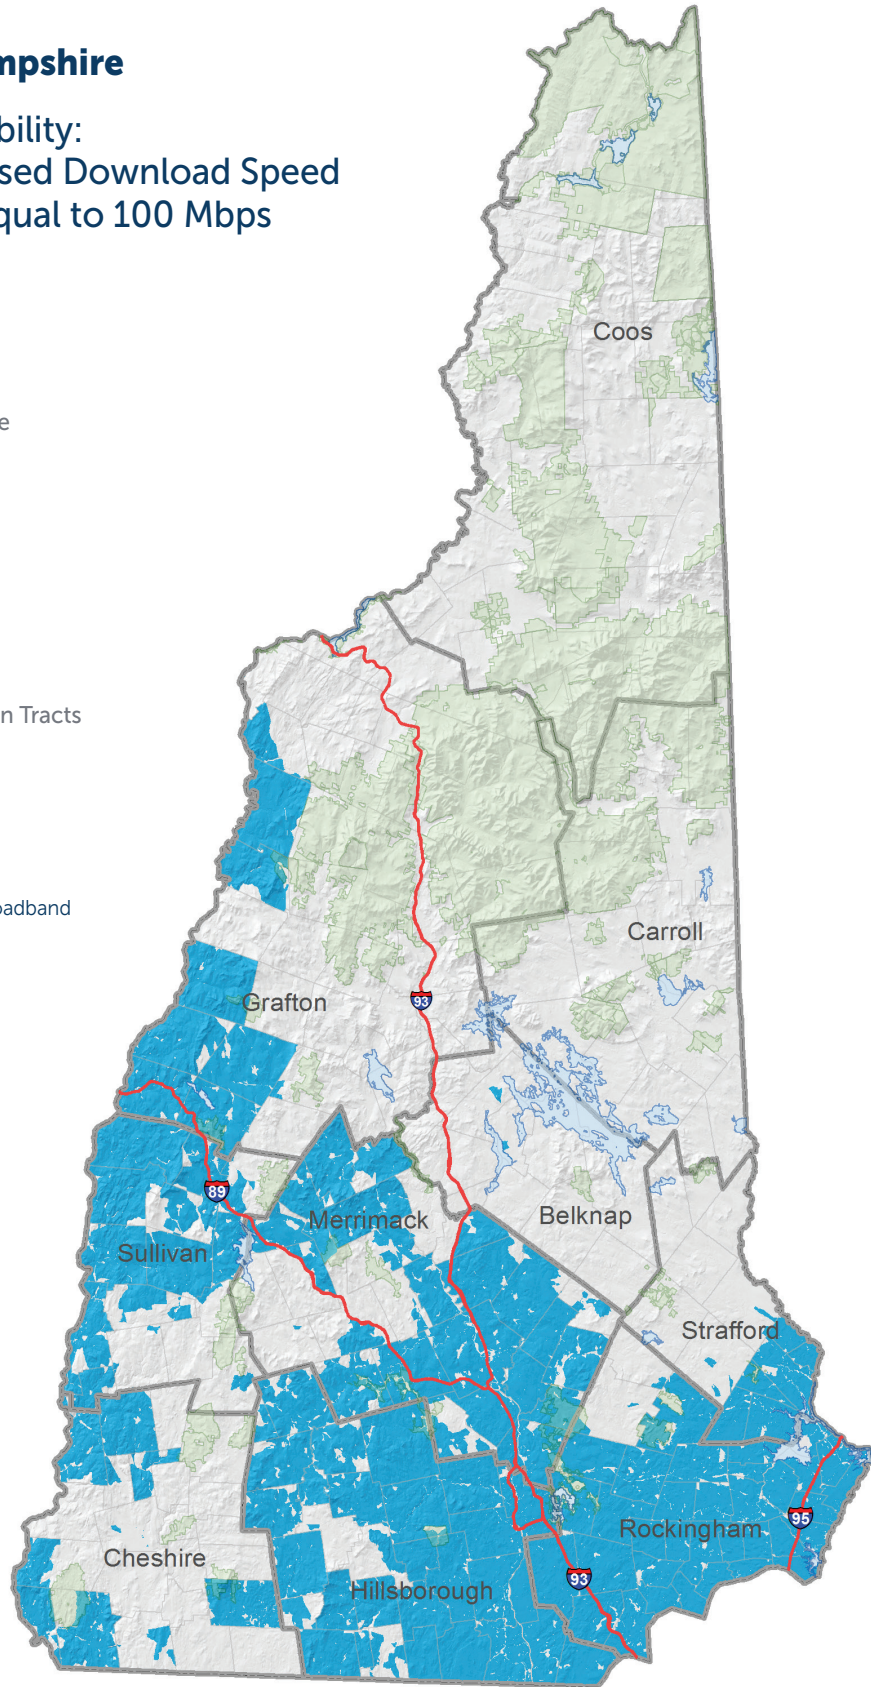 mpshire
bility:
sed Download Speed
qual to 100 Mbps
Coos
e
n Tracts
oadband
Carroll
Grafton
93
89
Merrimack
Sullivan
Belknap
Strafford
95
Rockingham
Cheshire
93
Hillsborough